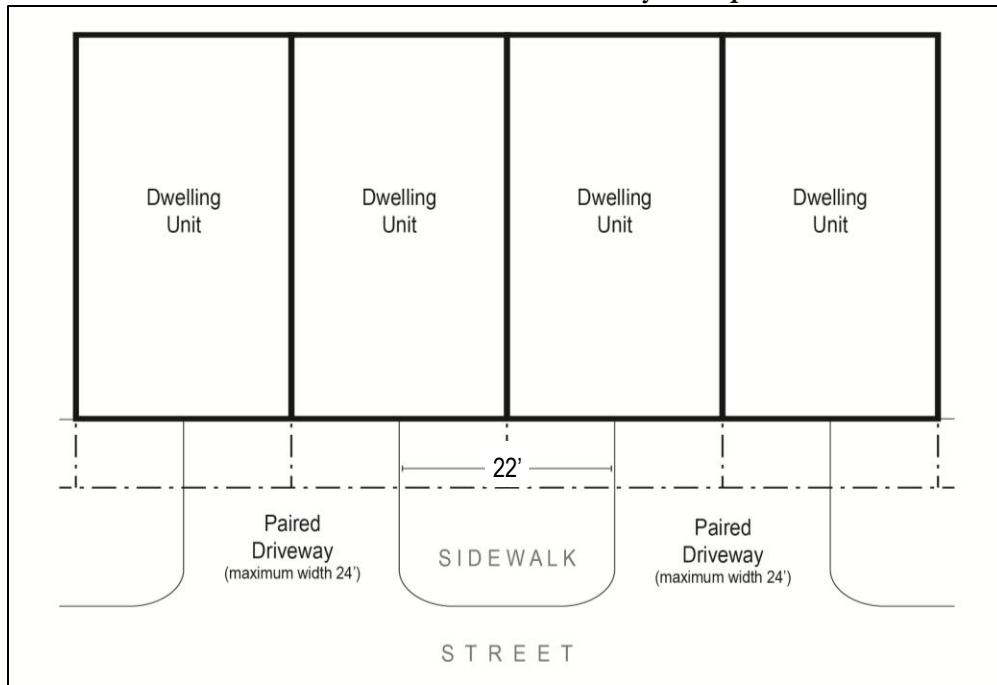 Dwelling
Unit
Dwelling
Unit
Dwelling
Unit
Dwelling
Unit
22’
Paired
Driveway
(maximum width 24’)
SIDEWALK
Paired
Driveway
(maximum width 24’)
STREET